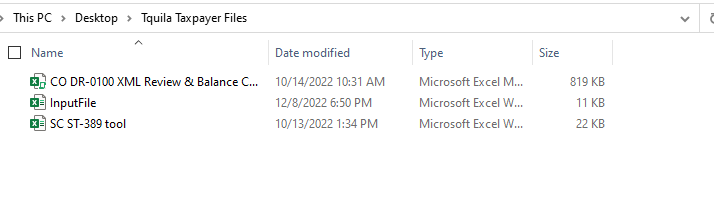 This PC > Desktop > Tquila Taxpayer Files
Name Date modified Type Size
CO DR-0100 XML Review & Balance C... 10/14/2022 10:31 AM Microsoft Excel M... 819 KB
InputFile 12/8/2022 6:50 PM Microsoft Excel W... 11 KB
SC ST-389 tool 10/13/2022 1:34 PM Microsoft Excel W... 22 KB